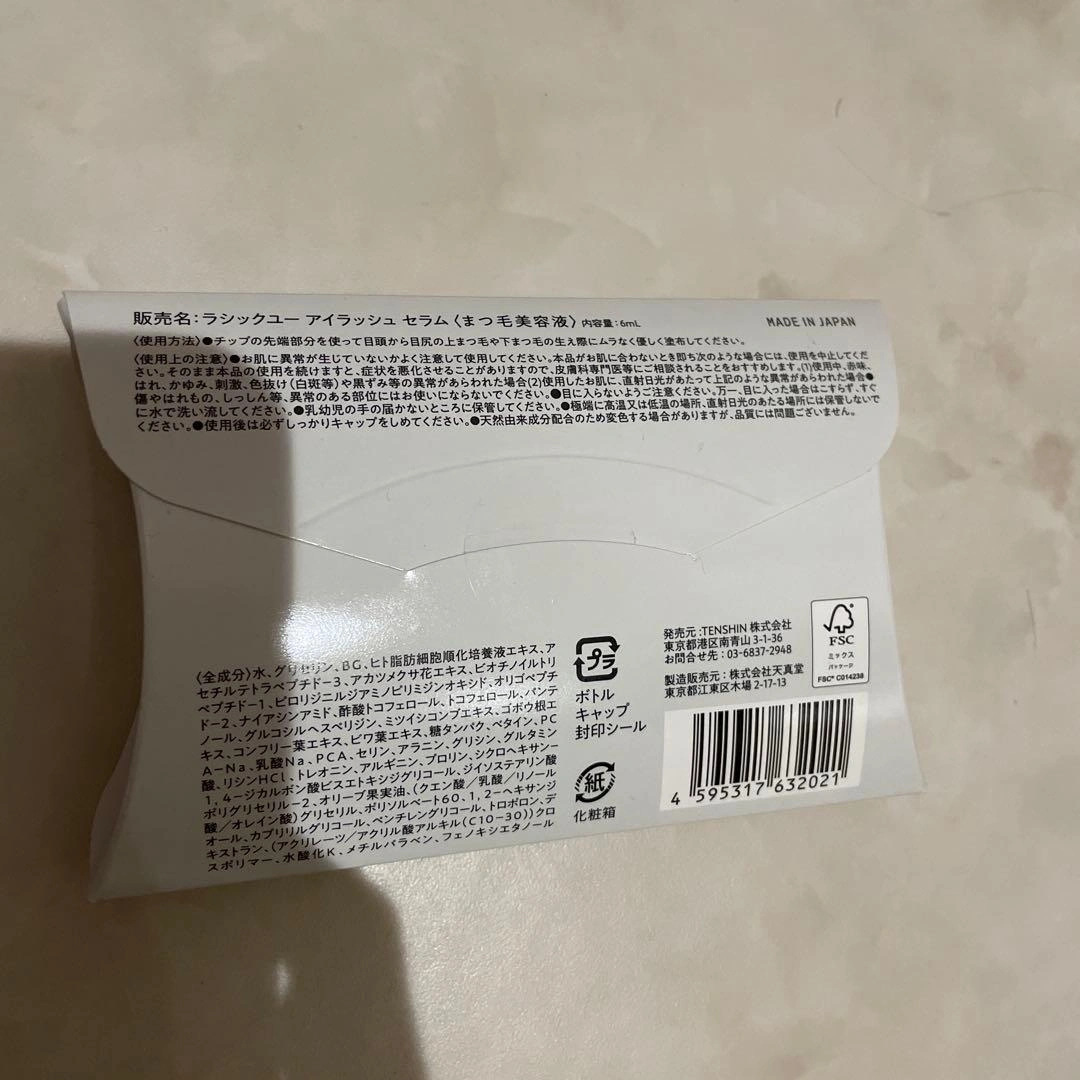 販売名：ラシックユー アイラッシュ セラム〈まつ毛美容液〉内容量：6mL
MADE IN JAPAN
〈使用方法〉●チップの先端部分を使って目頭から目尻の上まつ毛や下まつ毛の生え際にムラなく優しく塗布してください。
〈使用上の注意〉●お肌に異常が生じていないかよく注意して使用してください。本品がお肌に合わないとき即ち次のような場合には、使用を中止してくだ
さい。そのまま本品の使用を続けますと、症状を悪化させることがありますので、皮膚科専門医等にご相談されることをおすすめします。(1)使用中、赤味、
はれ、かゆみ、刺激、色抜け(白斑等)や黒ずみ等の異常があらわれた場合(2)使用したお肌に、直射日光があたって上記のような異常があらわれた場合●
傷やはれもの、しっしん等、異常のある部位にはお使いにならないでください。●目に入らないようご注意ください。万一、目に入った場合はこすらず、すぐ
に水で洗い流してください。●乳幼児の手の届かないところに保管してください。●極端に高温又は低温の場所、直射日光のあたる場所には保管しないで
ください。●使用後は必ずしっかりキャップをしめてください。●天然由来成分配合のため変色する場合がありますが、品質には問題ございません。
〈全成分〉水、グリセリン、BG、ヒト脂肪細胞順化培養液エキス、ア
セチルテトラペプチド-3、アカツメクサ花エキス、ビオチノイルトリ
ペプチド-1、ピロリジニルジアミノピリミジンオキシド、オリゴペプチ
ド-2、ナイアシンアミド、酢酸トコフェロール、トコフェロール、パンテ
ノール、グルコシルヘスペリジン、ミツイシコンブエキス、ゴボウ根エ
キス、コンフリー葉エキス、ビワ葉エキス、糖タンパク、ベタイン、PC
A-Na、乳酸Na、PCA、セリン、アラニン、グリシン、グルタミン
酸、リシンHCl、トレオニン、アルギニン、プロリン、シクロヘキサン-
1,4-ジカルボン酸ビスエトキシジグリコール、ジイソステアリン酸
ポリグリセリル-2、オリーブ果実油、(クエン酸/乳酸/リノール
酸/オレイン酸)グリセリル、ポリソルベート60、1,2-ヘキサンジ
オール、カプリリルグリコール、ペンチレングリコール、トロポロン、デ
キストラン、(アクリレーツ/アクリル酸アルキル(C10-30))クロ
スポリマー、水酸化K、メチルパラベン、フェノキシエタノール
プラ
ボトル
キャップ
封印シール
紙
化粧箱
発売元：TENSHIN 株式会社
東京都港区南青山 3-1-36
お問合せ先：03-6837-2948
製造販売元：株式会社天真堂
東京都江東区木場 2-17-13
FSC
ミックス
パッケージ
FSC® C014238
4 595317 632021